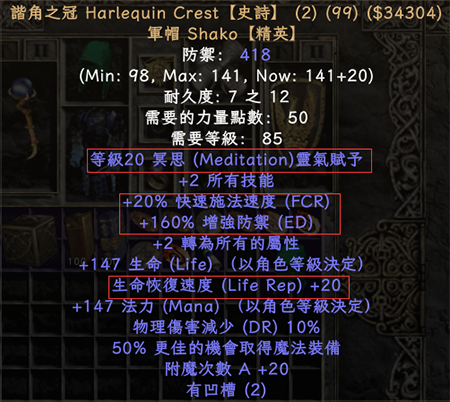 諧角之冠 Harlequin Crest【史詩】 (2) (99) ($34304)
軍帽 Shako【精英】
防禦: 418
(Min: 98, Max: 141, Now: 141+20)
耐久度: 7 之 12
需要的力量點數: 50
需要等級: 85
等級20 冥思 (Meditation)靈氣賦予
+2 所有技能
+20% 快速施法速度 (FCR)
+160% 增強防禦 (ED)
+2 轉為所有的屬性
+147 生命 (Life) (以角色等級決定)
生命恢復速度 (Life Rep) +20
+147 法力 (Mana) (以角色等級決定)
物理傷害減少 (DR) 10%
50% 更佳的機會取得魔法裝備
附魔次數 A +20
有凹槽 (2)